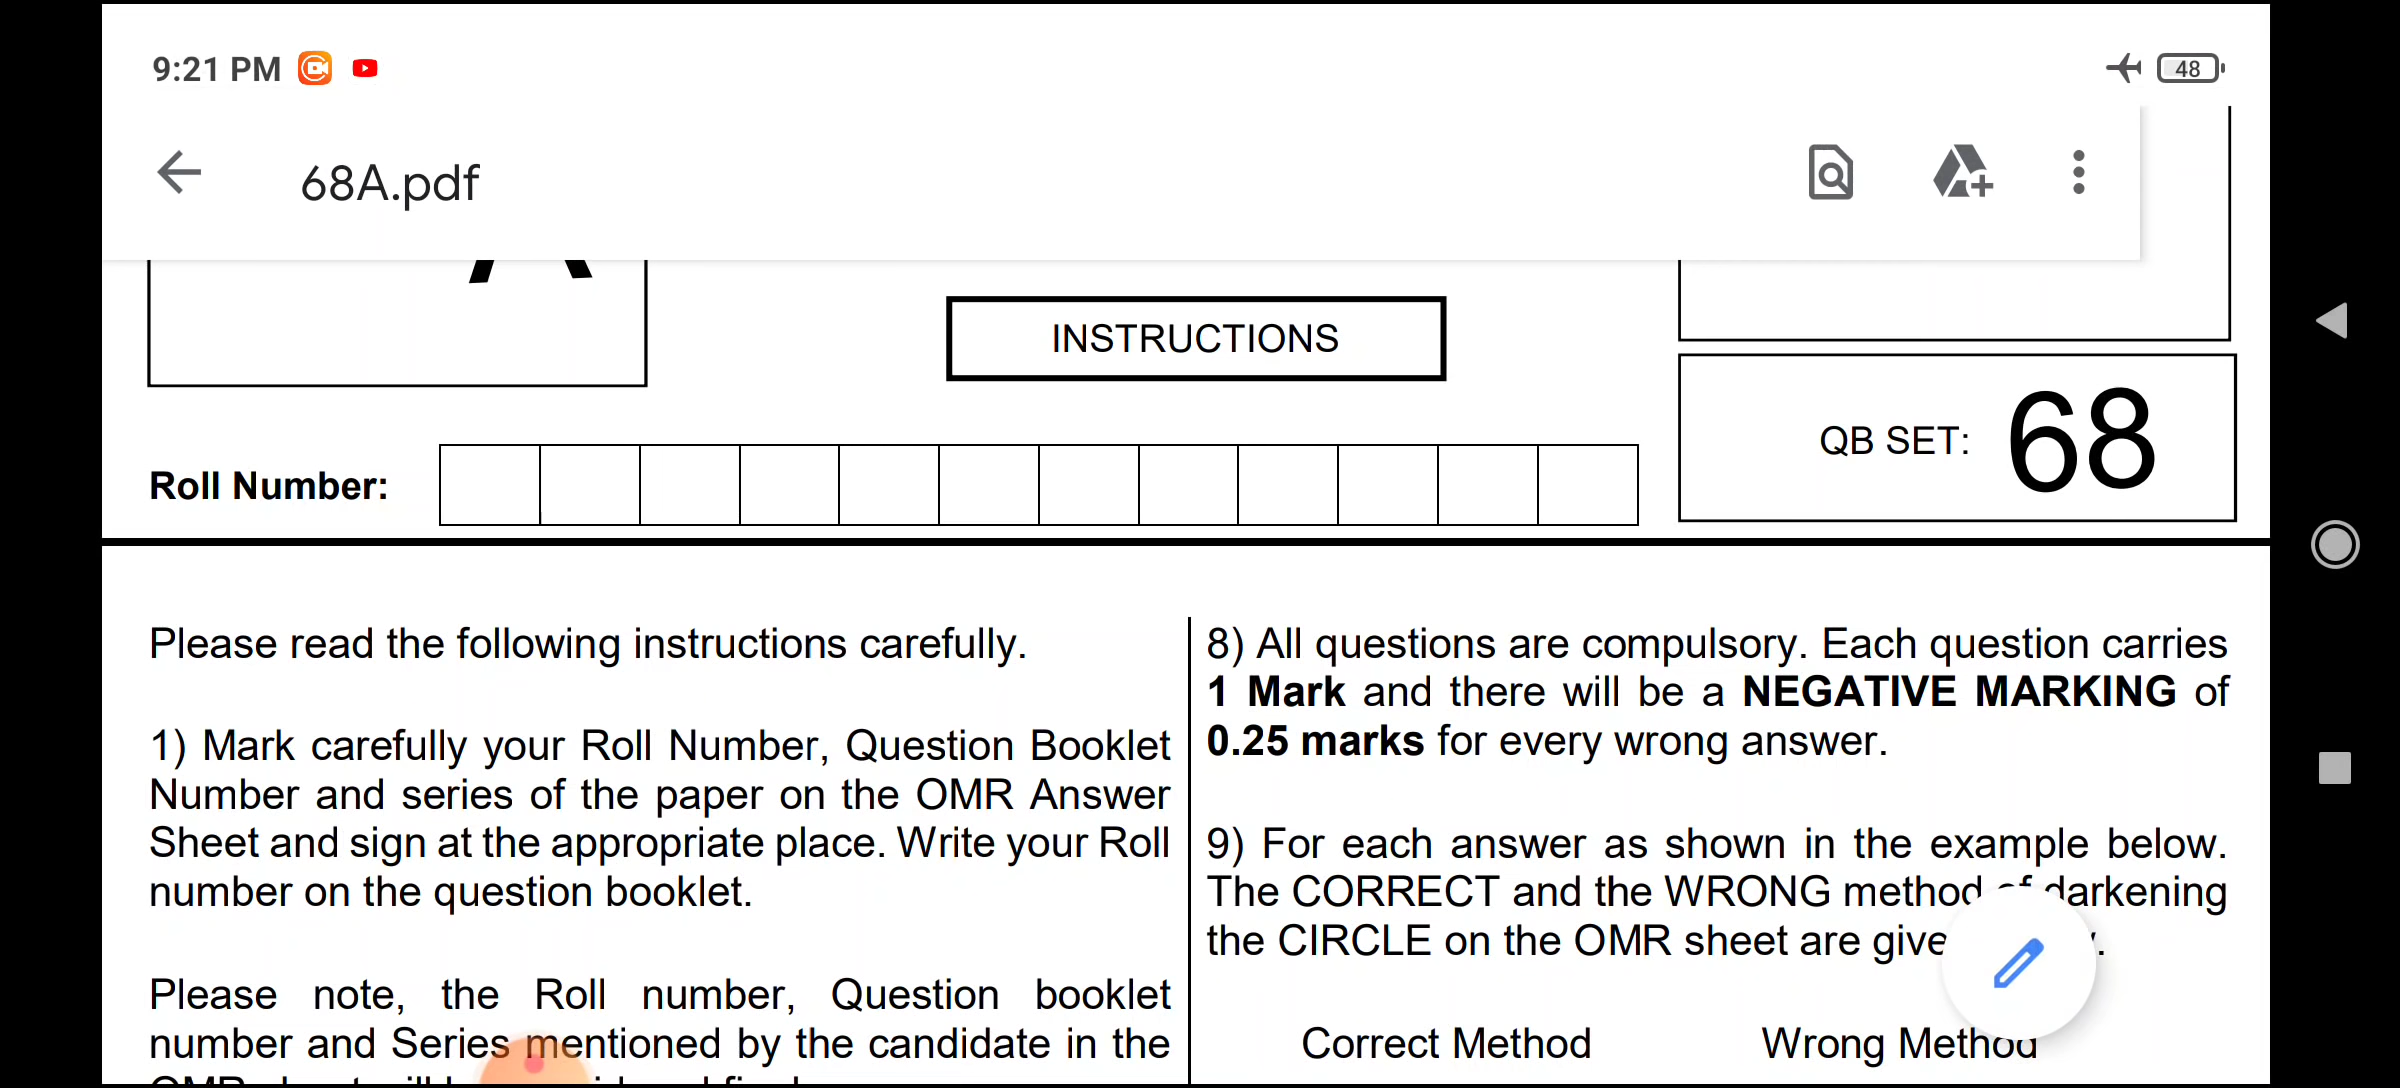 9:21 PM
48
68A.pdf
INSTRUCTIONS
QB SET: 68
Roll Number:
Please read the following instructions carefully.
1) Mark carefully your Roll Number, Question Booklet
Number and series of the paper on the OMR Answer
Sheet and sign at the appropriate place. Write your Roll
number on the question booklet.
Please note, the Roll number, Question booklet
number and Series mentioned by the candidate in the
8) All questions are compulsory. Each question carries
1 Mark and there will be a NEGATIVE MARKING of
0.25 marks for every wrong answer.
9) For each answer as shown in the example below.
The CORRECT and the WRONG method of darkening
the CIRCLE on the OMR sheet are
Correct Method Wrong Method